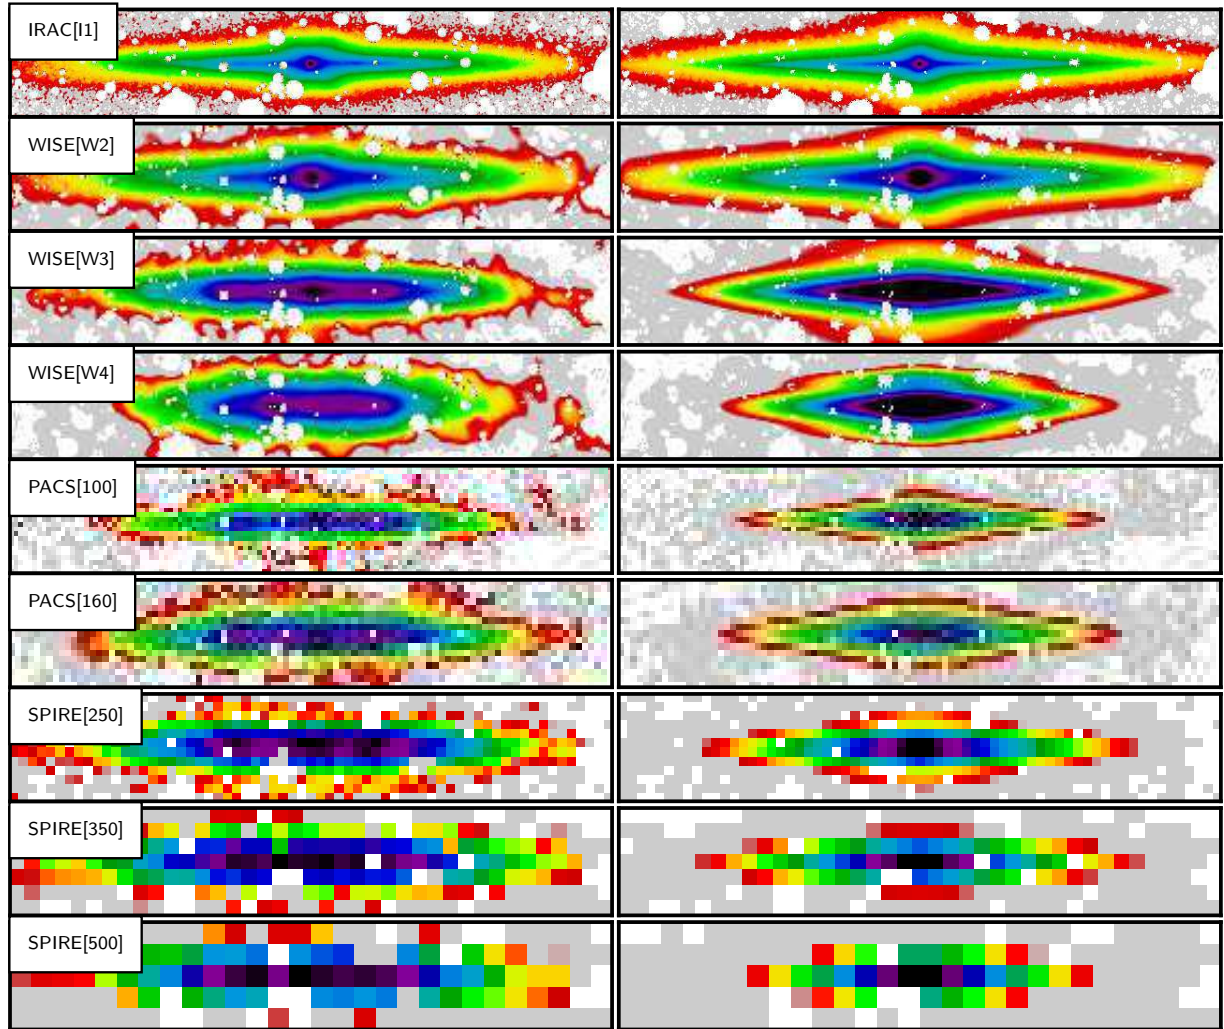 IRAC[I1]
WISE[W2]
WISE[W3]
WISE[W4]
PACS[100]
PACS[160]
SPIRE[250]
SPIRE[350]
SPIRE[500]